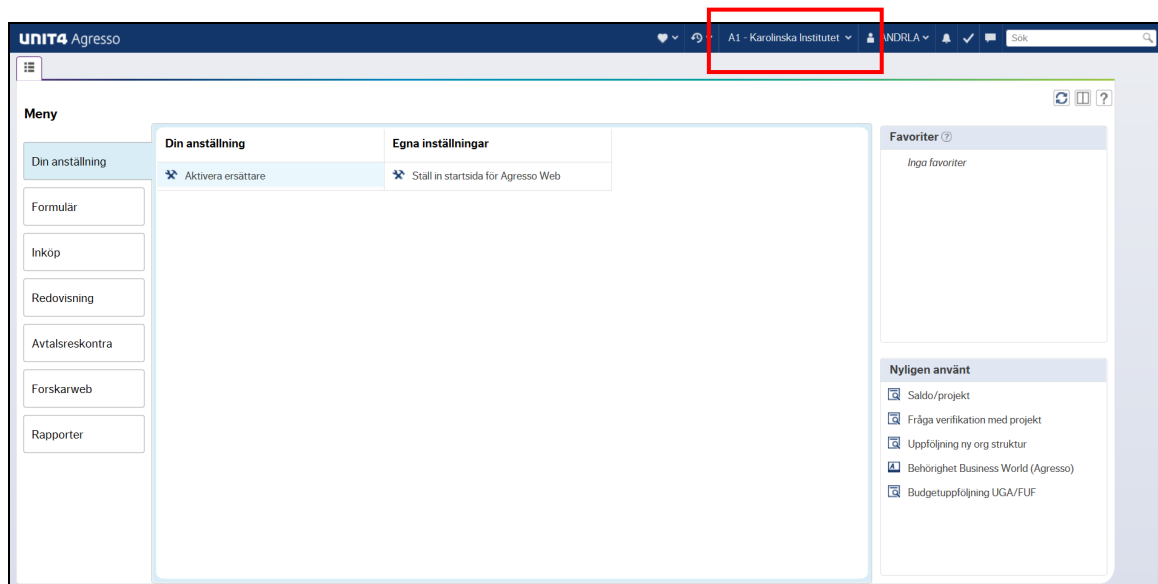 UNIT4 Agresso
A1 - Karolinska Institutet
ANDRLA
Sök
Meny
Din anställning
Formulär
Inköp
Redovisning
Avtalsreskontra
Forskarweb
Rapporter
Din anställning
Egna inställningar
Aktivera ersättare
Ställ in startsida för Agresso Web
Favoriter ?
Inga favoriter
Nyligen använt
Saldo/projekt
Fråga verifikation med projekt
Uppföljning ny org struktur
Behörighet Business World (Agresso)
Budgetuppföljning UGA/FUF